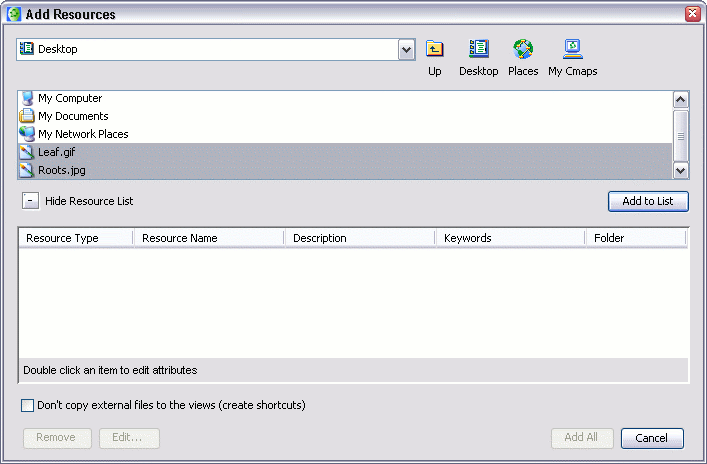 Add Resources
Desktop
Up
Desktop
Places
My Cmaps
My Computer
My Documents
My Network Places
Leaf.gif
Roots.jpg
- Hide Resource List
Add to List
Resource Type
Resource Name
Description
Keywords
Folder
Double click an item to edit attributes
Don't copy external files to the views (create shortcuts)
Remove
Edit...
Add All
Cancel